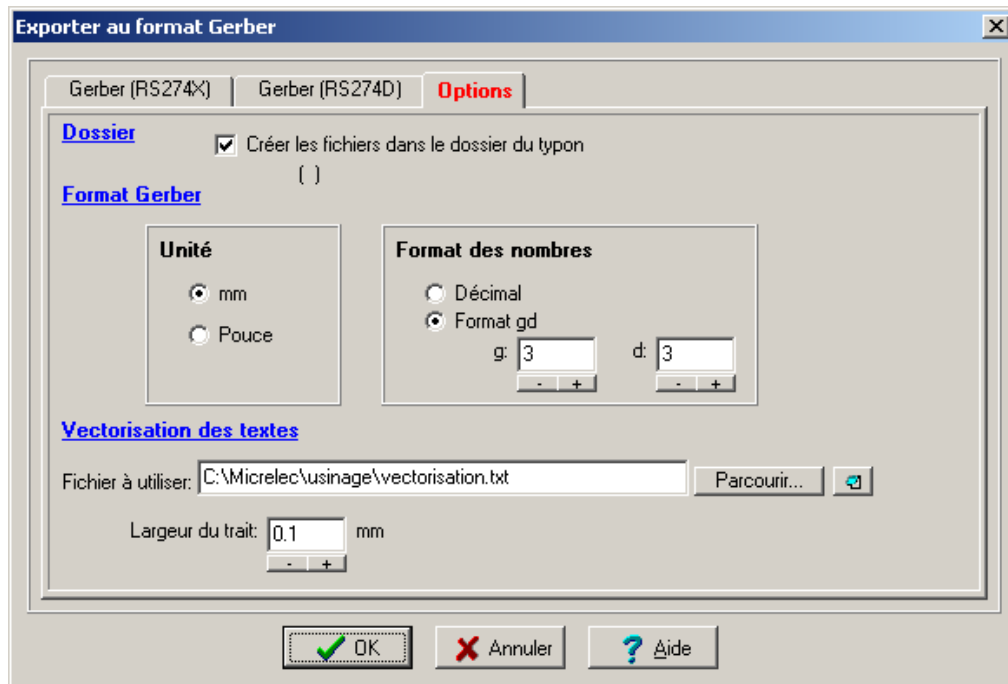 Exporter au format Gerber
Gerber (RS274X) Gerber (RS274D) Options
Dossier
Créer les fichiers dans le dossier du typon
( )
Format Gerber
Unité
mm
Pouce
Format des nombres
Décimal
Format gd
g: 3 d: 3
- + - +
Vectorisation des textes
Fichier à utiliser: C:\Micrelec\usinage\vectorisation.txt Parcourir...
Largeur du trait: 0.1 mm
- +
OK Annuler ? Aide